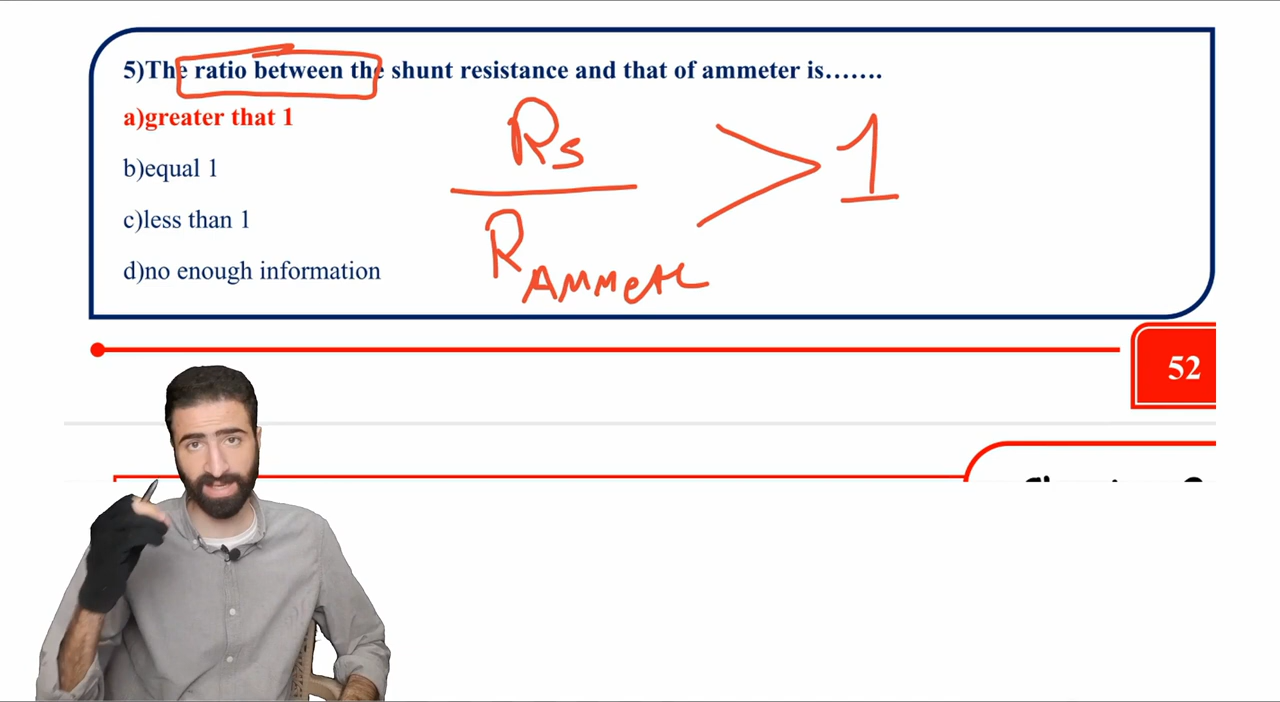 5)The ratio between the shunt resistance and that of ammeter is…….
a)greater that 1
b)equal 1
c)less than 1
d)no enough information
Rs
R Ammeter
> 1
52